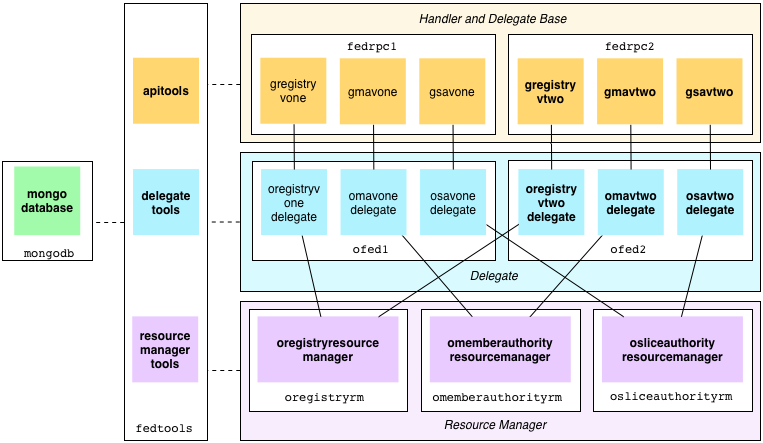 Handler and Delegate Base
fedrpc1
fedrpc2
apitools
gregistry
vone
gmavone
gsavone
gregistry
vtwo
gmavtwo
gsavtwo
mongo
database
mongodb
delegate
tools
oregistryv
one
delegate
omavone
delegate
osavone
delegate
oregistry
vtwo
delegate
omavtwo
delegate
osavtwo
delegate
ofed1
ofed2
Delegate
resource
manager
tools
oregistryresource
manager
omemberauthority
resourcemanager
osliceauthority
resourcemanager
oregistryrm
omemberauthorityrm
osliceauthorityrm
fedtools
Resource Manager